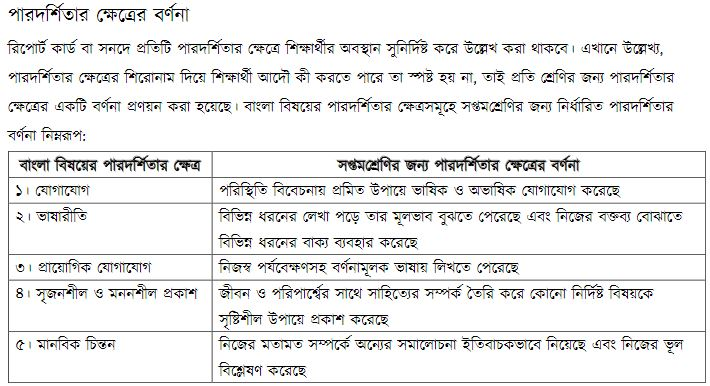 পারদর্শিতার ক্ষেত্রের বর্ণনা
রিপোর্ট কার্ড বা সনদে প্রতিটি পারদর্শিতার ক্ষেত্রে শিক্ষার্থীর অবস্থান সুনির্দিষ্ট করে উল্লেখ করা থাকবে। এখানে উল্লেখ্য,
পারদর্শিতার ক্ষেত্রের শিরোনাম দিয়ে শিক্ষার্থী আদৌ কী করতে পারে তা স্পষ্ট হয় না, তাই প্রতি শ্রেণির জন্য পারদর্শিতার
ক্ষেত্রের একটি বর্ণনা প্রণয়ন করা হয়েছে। বাংলা বিষয়ের পারদর্শিতার ক্ষেত্রসমূহে সপ্তমশ্রেণির জন্য নির্ধারিত পারদর্শিতার
বর্ণনা নিম্নরূপ:
বাংলা বিষয়ের পারদর্শিতার ক্ষেত্র সপ্তমশ্রেণির জন্য পারদর্শিতার ক্ষেত্রের বর্ণনা
১। যোগাযোগ পরিস্থিতি বিবেচনায় প্রমিত উপায়ে ভাষিক ও অভাষিক যোগাযোগ করেছে
২। ভাষারীতি বিভিন্ন ধরনের লেখা পড়ে তার মূলভাব বুঝতে পেরেছে এবং নিজের বক্তব্য বোঝাতে
বিভিন্ন ধরনের বাক্য ব্যবহার করেছে
৩। প্রায়োগিক যোগাযোগ নিজস্ব পর্যবেক্ষণসহ বর্ণনামূলক ভাষায় লিখতে পেরেছে
৪। সৃজনশীল ও মননশীল প্রকাশ জীবন ও পরিপার্শ্বের সাথে সাহিত্যের সম্পর্ক তৈরি করে কোনো নির্দিষ্ট বিষয়কে
সৃষ্টিশীল উপায়ে প্রকাশ করেছে
৫। মানবিক চিন্তন নিজের মতামত সম্পর্কে অন্যের সমালোচনা ইতিবাচকভাবে নিয়েছে এবং নিজের ভুল
বিশ্লেষণ করেছে